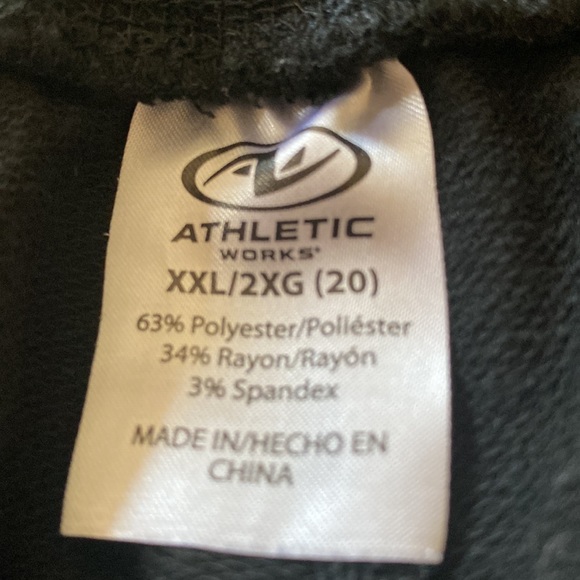 ATHLETIC
WORKS®
XXL/2XG (20)
63% Polyester/Poliéster
34% Rayon/Rayón
3% Spandex
MADE IN/HECHO EN
CHINA